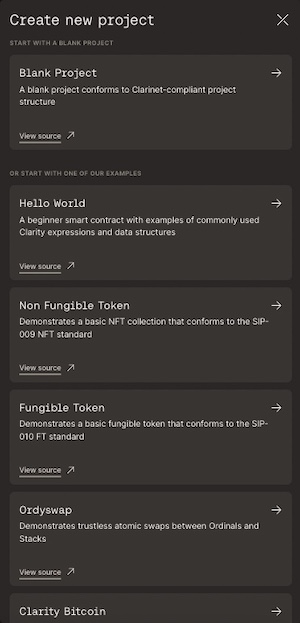 Create new project
START WITH A BLANK PROJECT
Blank Project
A blank project conforms to Clarinet-compliant project
structure
View source
OR START WITH ONE OF OUR EXAMPLES
Hello World
A beginner smart contract with examples of commonly used
Clarity expressions and data structures
View source
Non Fungible Token
Demonstrates a basic NFT collection that conforms to the SIP-
009 NFT standard
View source
Fungible Token
Demonstrates a basic fungible token that conforms to the SIP-
010 FT standard
View source
Ordyswap
Demonstrates trustless atomic swaps between Ordinals and
Stacks
View source
Clarity Bitcoin